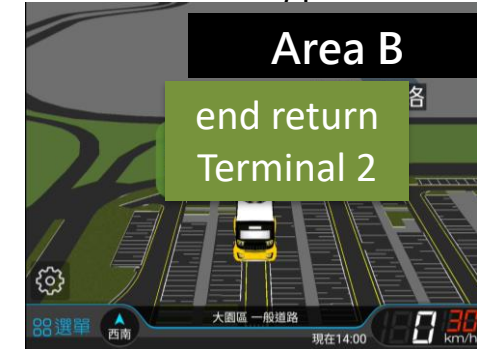 Area B
各
end return
Terminal 2
大園區 一般道路
選單
西南
現在14:00
0
30
km/h